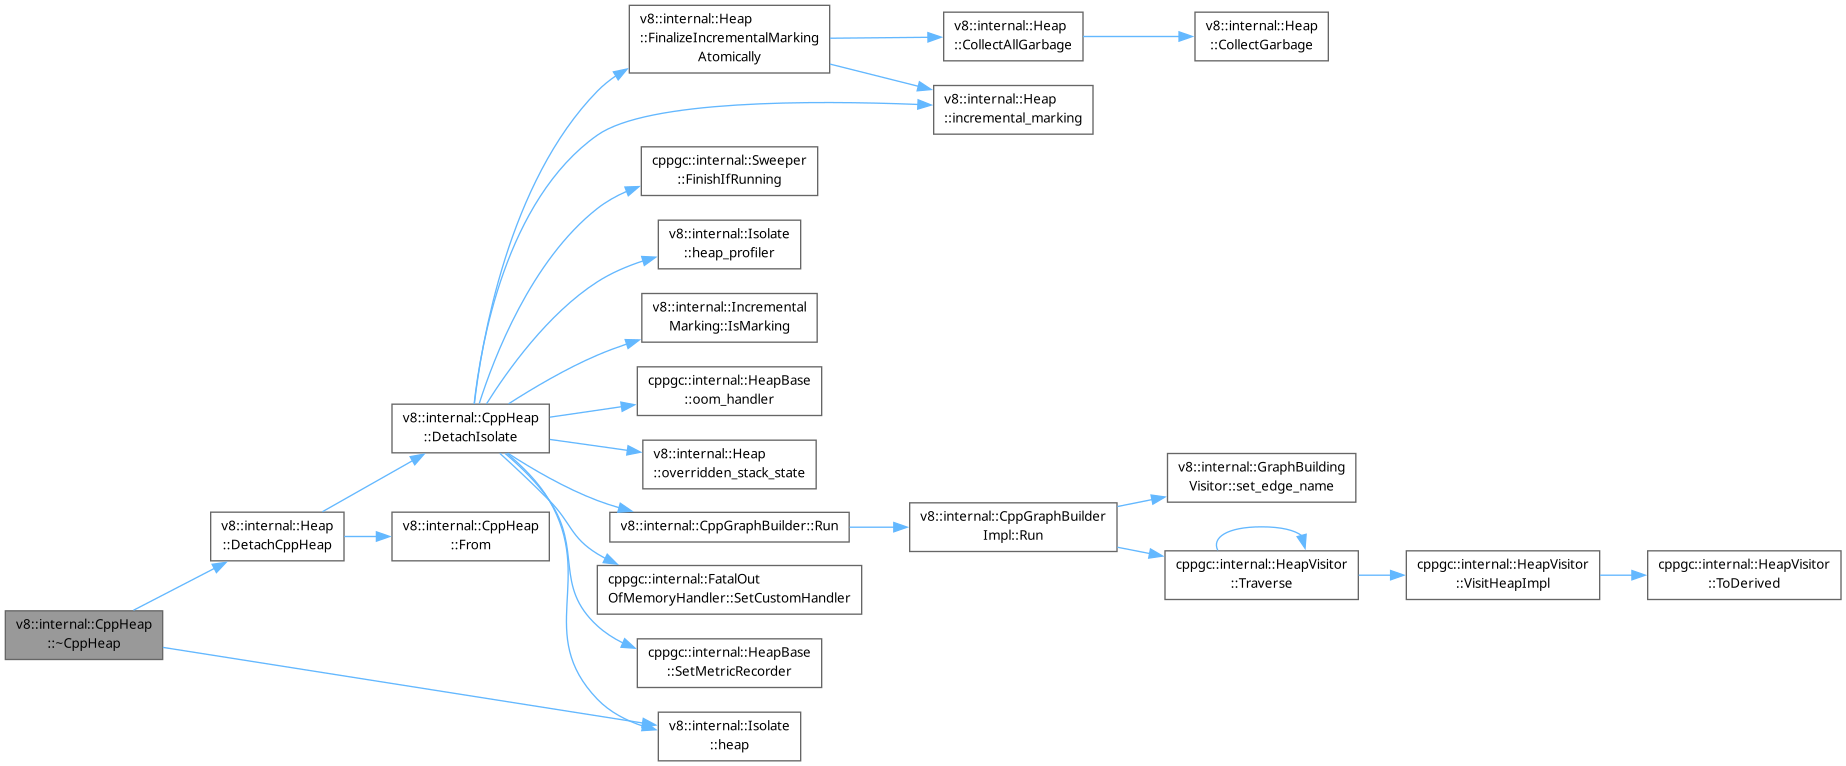 v8::internal::Heap
::FinalizeIncrementalMarking
Atomically
v8::internal::Heap
::CollectAllGarbage
v8::internal::Heap
::CollectGarbage
v8::internal::Heap
::incremental_marking
cppgc::internal::Sweeper
::FinishIfRunning
v8::internal::Isolate
::heap_profiler
v8::internal::Incremental
Marking::IsMarking
cppgc::internal::HeapBase
::oom_handler
v8::internal::CppHeap
::DetachIsolate
v8::internal::Heap
::overridden_stack_state
v8::internal::GraphBuilding
Visitor::set_edge_name
v8::internal::Heap
::DetachCppHeap
v8::internal::CppHeap
::From
v8::internal::CppGraphBuilder::Run
v8::internal::CppGraphBuilder
Impl::Run
cppgc::internal::HeapVisitor
::Traverse
cppgc::internal::HeapVisitor
::VisitHeapImpl
cppgc::internal::HeapVisitor
::ToDerived
cppgc::internal::FatalOut
OfMemoryHandler::SetCustomHandler
v8::internal::CppHeap
::~CppHeap
cppgc::internal::HeapBase
::SetMetricRecorder
v8::internal::Isolate
::heap